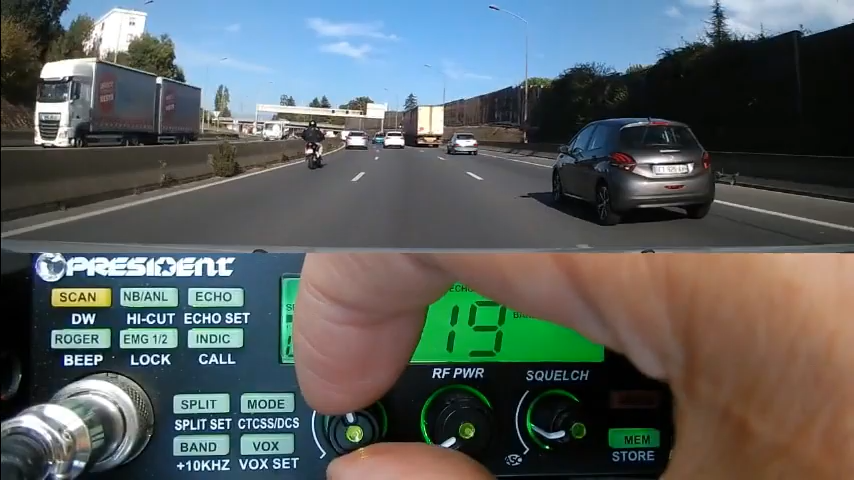 PRESIDENT
SCAN NB/ANL ECHO
DW HI-CUT ECHO SET
ROGER EMG 1/2 INDIC
BEEP LOCK CALL
19
RF PWR SQUELCH
SPLIT MODE
SPLIT SET CTCSS/DCS
BAND VOX
+10KHZ VOX SET
ASC
MEM
STORE